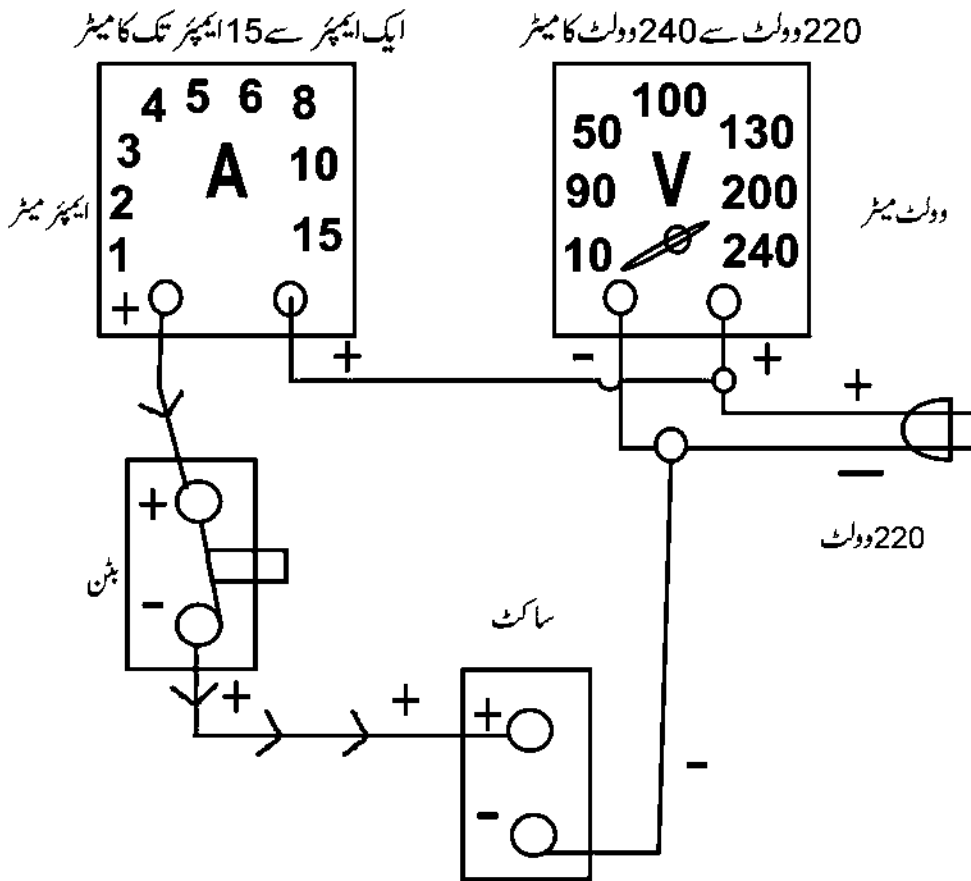 ایک ایمپئر سے 15 ایمپئر تک کا میٹر
220 وولٹ سے 240 وولٹ کا میٹر
4 5 6 8
3 10
2
1 15
A
ایمپئر میٹر
100
50 130
90 200
10 240
V
وولٹ میٹر
+
+
-
+
+
-
220 وولٹ
+
-
بٹن
ساکٹ
+
+
+
-
-